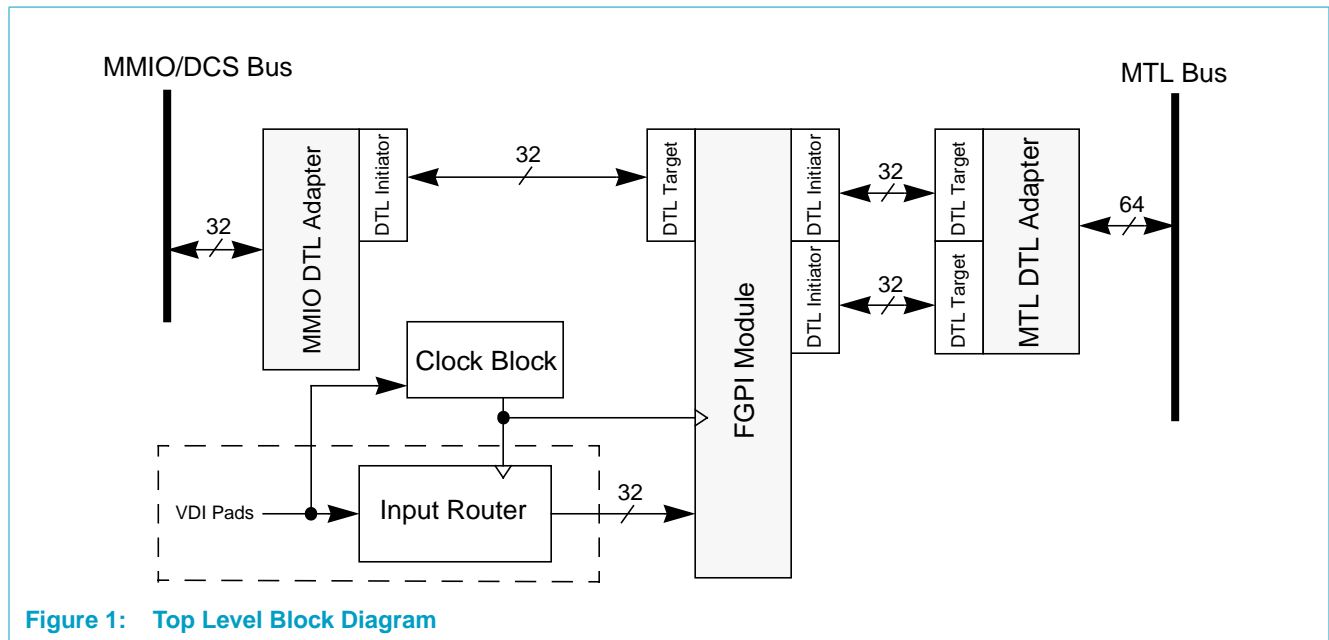 MMIO/DCS Bus
MTL Bus
MMIO DTL Adapter
DTL Initiator
32
32
DTL Target
FGPI Module
DTL Initiator
DTL Initiator
32
32
DTL Target
DTL Target
MTL DTL Adapter
64
Clock Block
VDI Pads
Input Router
32
Figure 1: Top Level Block Diagram